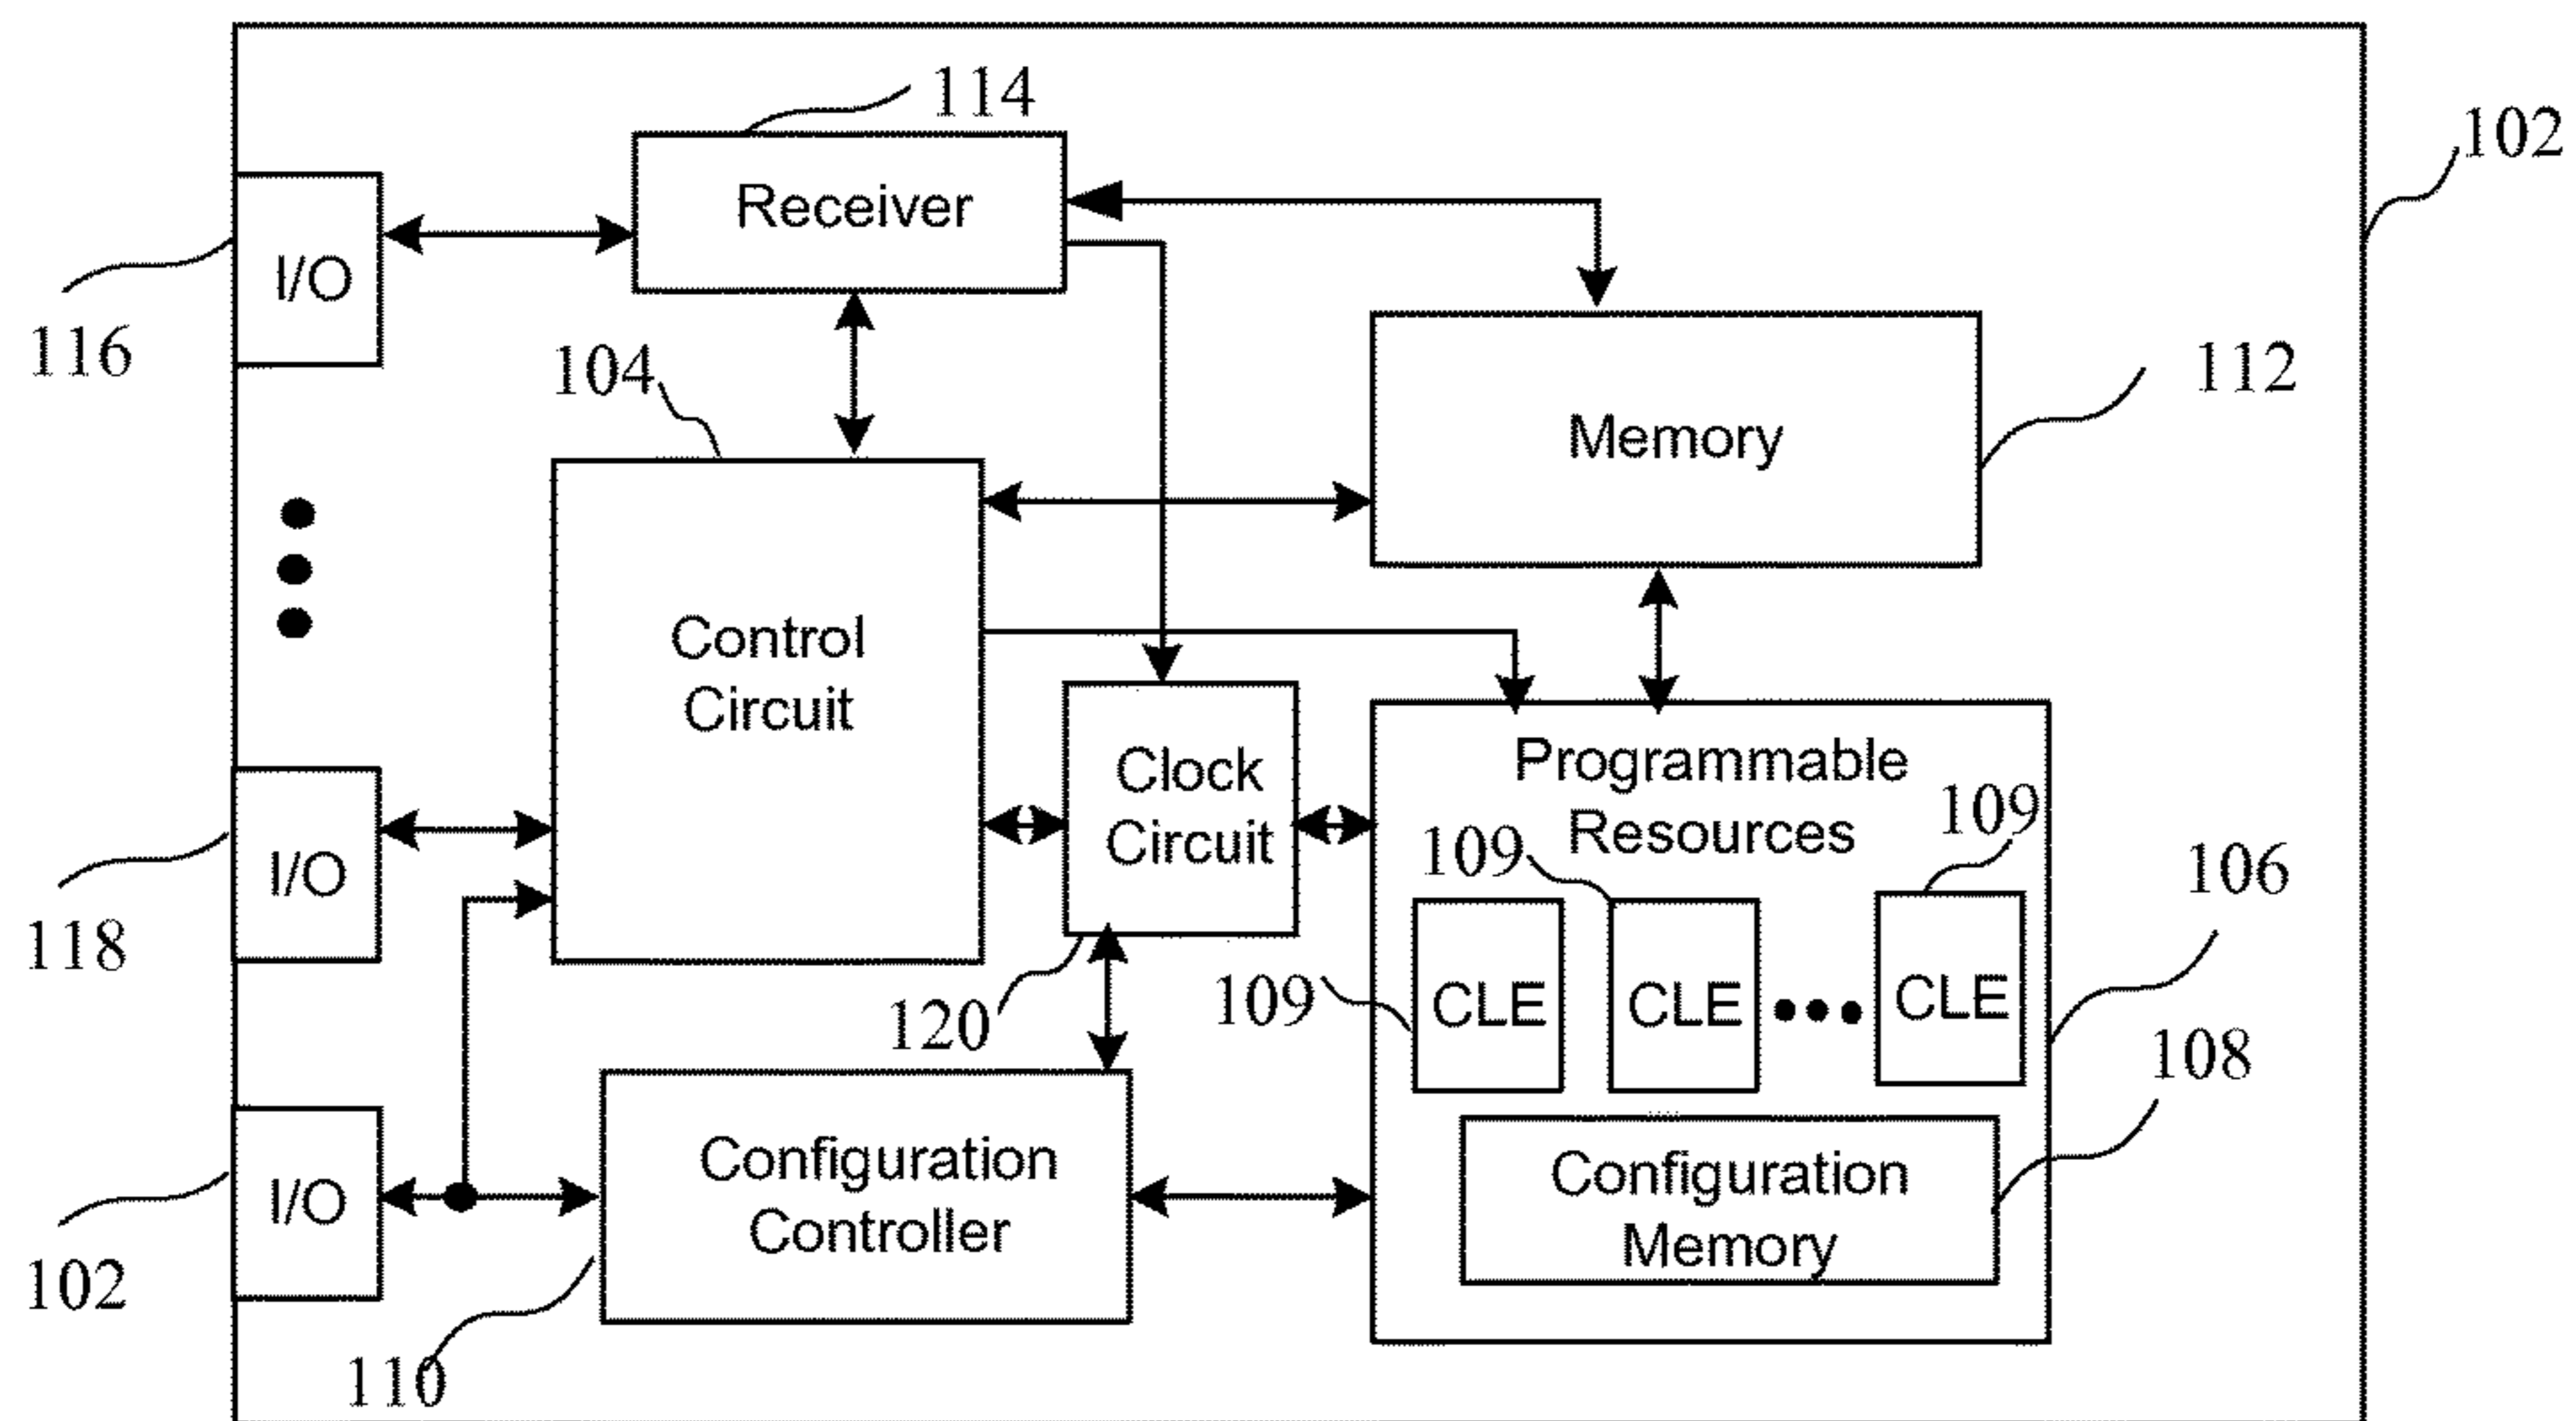 114
102
Receiver
I/O
116
104
112
Memory
Control
Circuit
Programmable
Resources
Clock
Circuit
109
109
106
I/O
118
CLE
CLE
CLE
109
120
108
Configuration
Controller
Configuration
Memory
I/O
102
110